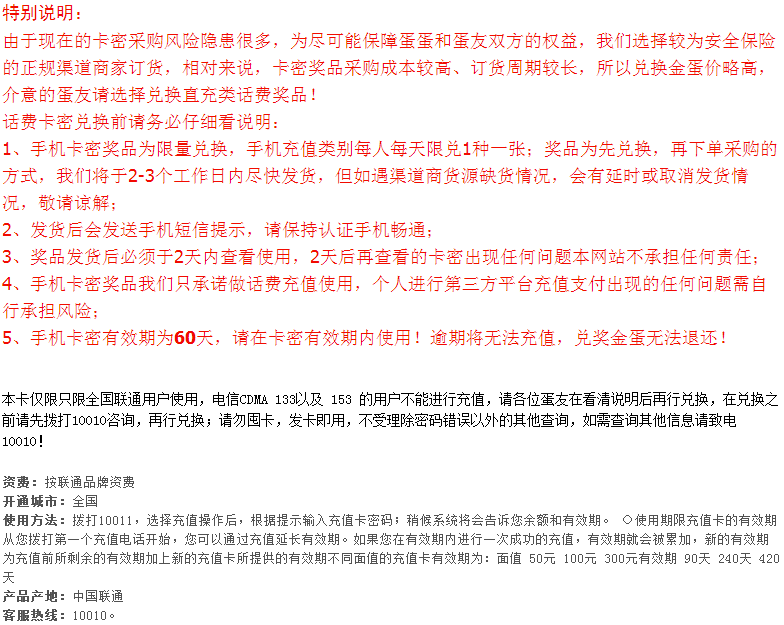 特别说明：
由于现在的卡密采购风险隐患很多，为尽可能保障蛋蛋和蛋友双方的权益，我们选择较为安全保险
的正规渠道商家订货，相对来说，卡密奖品采购成本较高、订货周期较长，所以兑换金蛋价略高，
介意的蛋友请选择兑换直充类话费奖品！
话费卡密兑换前请务必仔细看说明：
1、手机卡密奖品为限量兑换，手机充值类别每人每天限兑1种一张；奖品为先兑换，再下单采购的
方式，我们将于2-3个工作日内尽快发货，但如遇渠道商货源缺货情况，会有延时或取消发货情
况，敬请谅解；
2、发货后会发送手机短信提示，请保持认证手机畅通；
3、奖品发货后必须于2天内查看使用，2天后再查看的卡密出现任何问题本网站不承担任何责任；
4、手机卡密奖品我们只承诺做话费充值使用，个人进行第三方平台充值支付出现的任何问题需自
行承担风险；
5、手机卡密有效期为60天，请在卡密有效期内使用！逾期将无法充值，兑奖金蛋无法退还！
本卡仅限只限全国联通用户使用，电信CDMA 133以及 153 的用户不能进行充值，请各位蛋友在看清说明后再行兑换，在兑换之
前请先拨打10010咨询，再行兑换；请勿囤卡，发卡即用，不受理除密码错误以外的其他查询，如需查询其他信息请致电
10010！
资费：按联通品牌资费
开通城市：全国
使用方法：拨打10011，选择充值操作后，根据提示输入充值卡密码；稍候系统将会告诉您余额和有效期。 ○使用期限充值卡的有效期
从您拨打第一个充值电话开始，您可以通过充值延长有效期。如果您在有效期内进行一次成功的充值，有效期就会被累加，新的有效期
为充值前所剩余的有效期加上新的充值卡所提供的有效期不同面值的充值卡有效期为：面值 50元 100元 300元有效期 90天 240天 420
天
产品产地：中国联通
客服热线：10010。